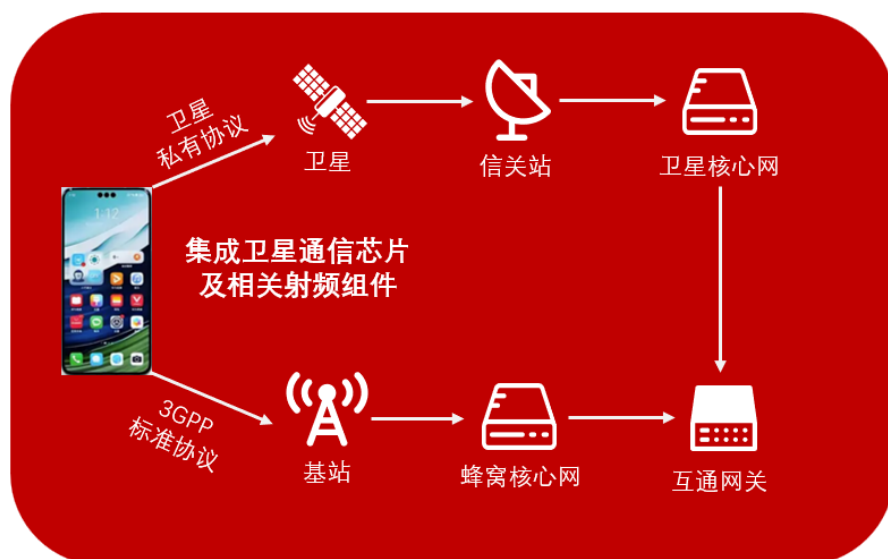 卫星
私有协议
卫星
信关站
卫星核心网
集成卫星通信芯片
及相关射频组件
3GPP
标准协议
基站
蜂窝核心网
互通网关